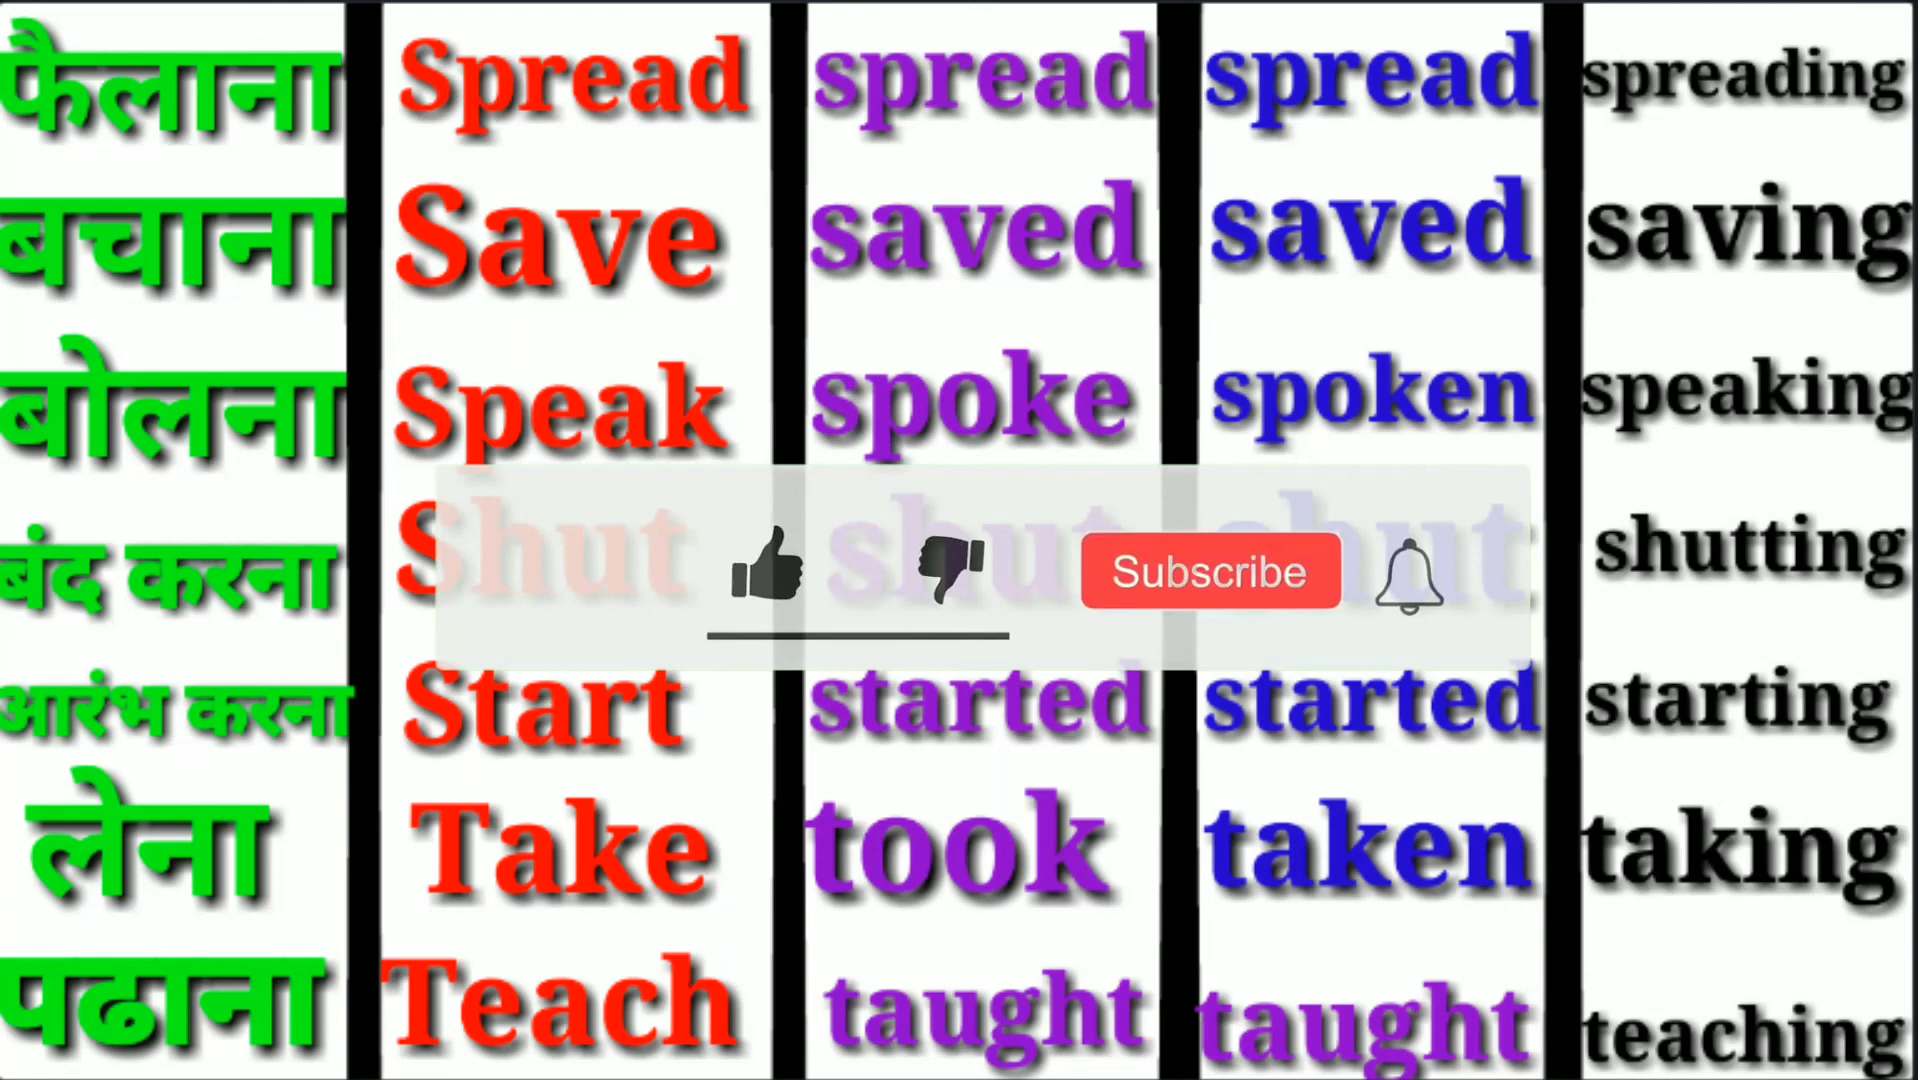 फैलाना Spread spread spread spreading
बचाना Save saved saved saving
बोलना Speak spoke spoken speaking
बंद करना Shut shut shut shutting
Subscribe
आरंभ करना Start started started starting
लेना Take took taken taking
पढाना Teach taught taught teaching